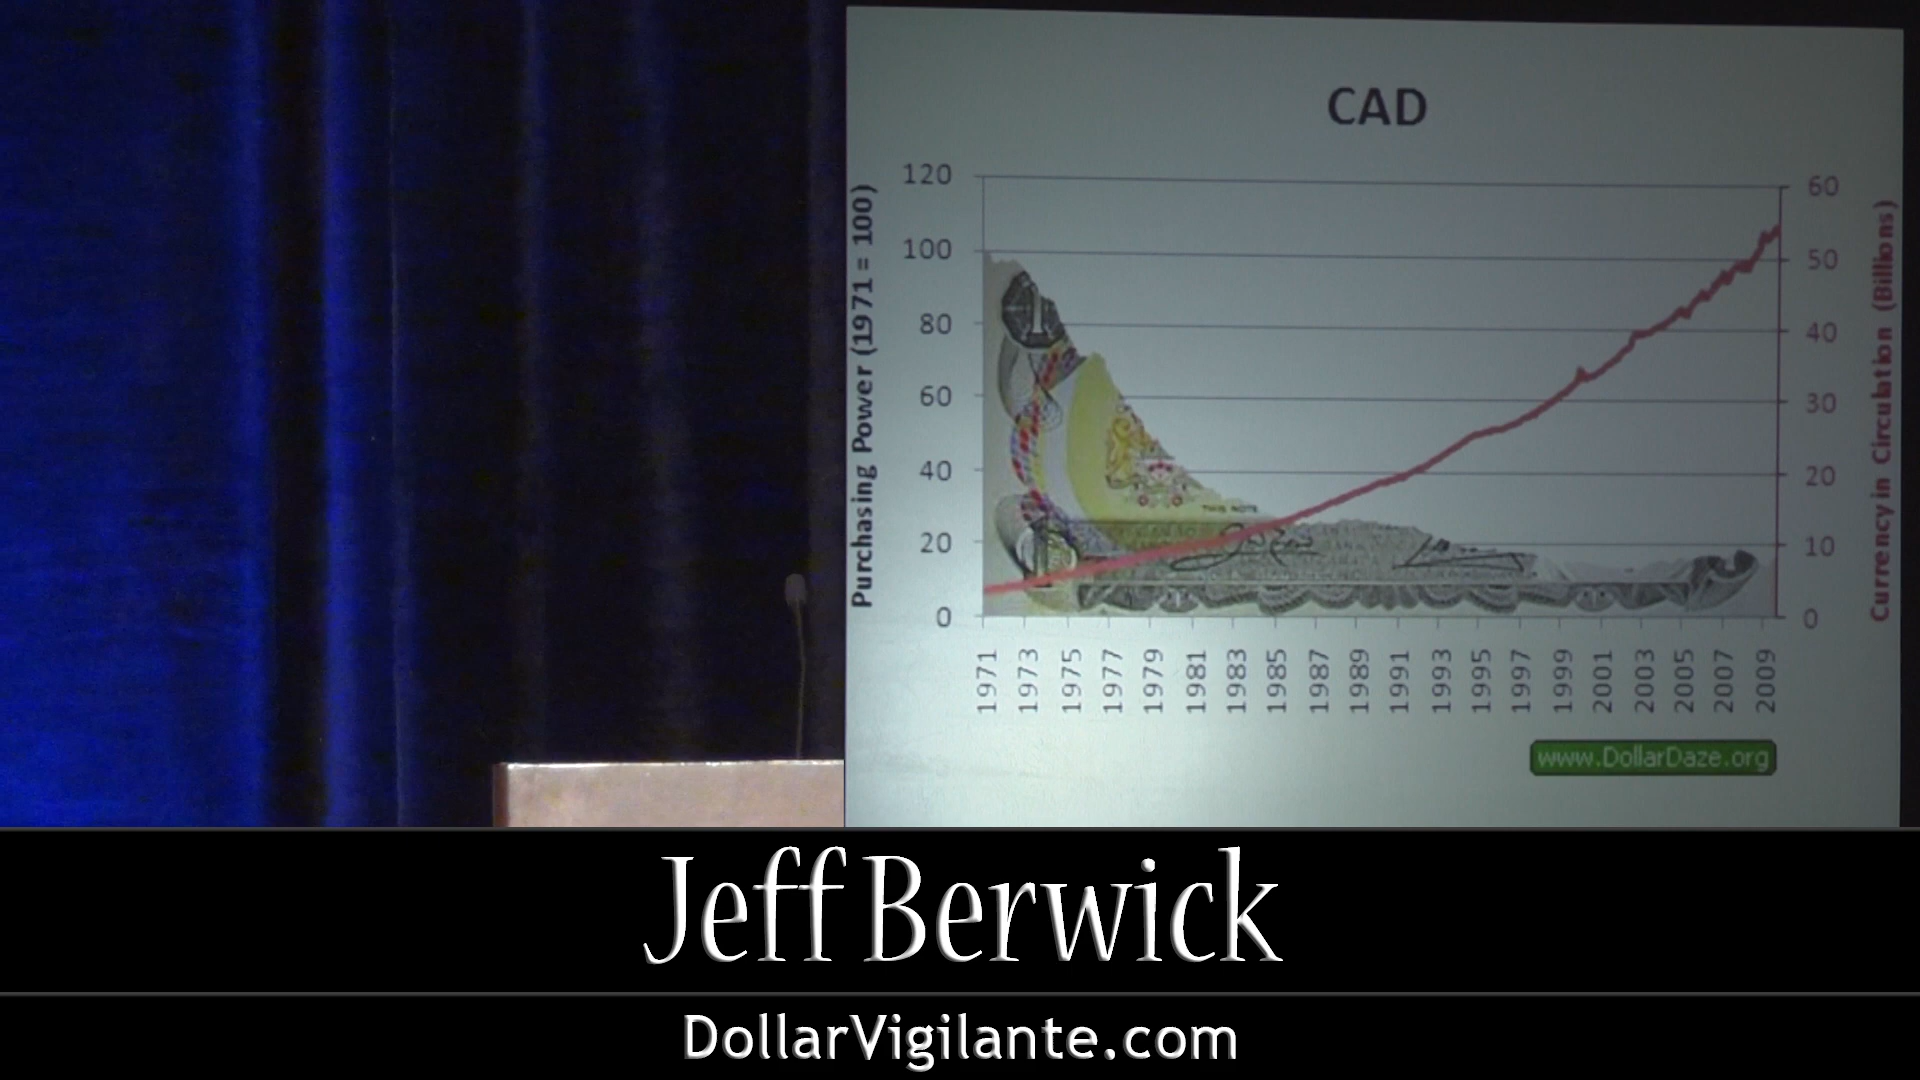 CAD
Purchasing Power (1971 = 100)
120
100
80
60
40
20
0
THIS NOTE
60
50
40
30
20
10
0
Currency in Circulation (Billions)
1971 1973 1975 1977 1979 1981 1983 1985 1987 1989 1991 1993 1995 1997 1999 2001 2003 2005 2007 2009
www.DollarDaze.org
Jeff Berwick
DollarVigilante.com